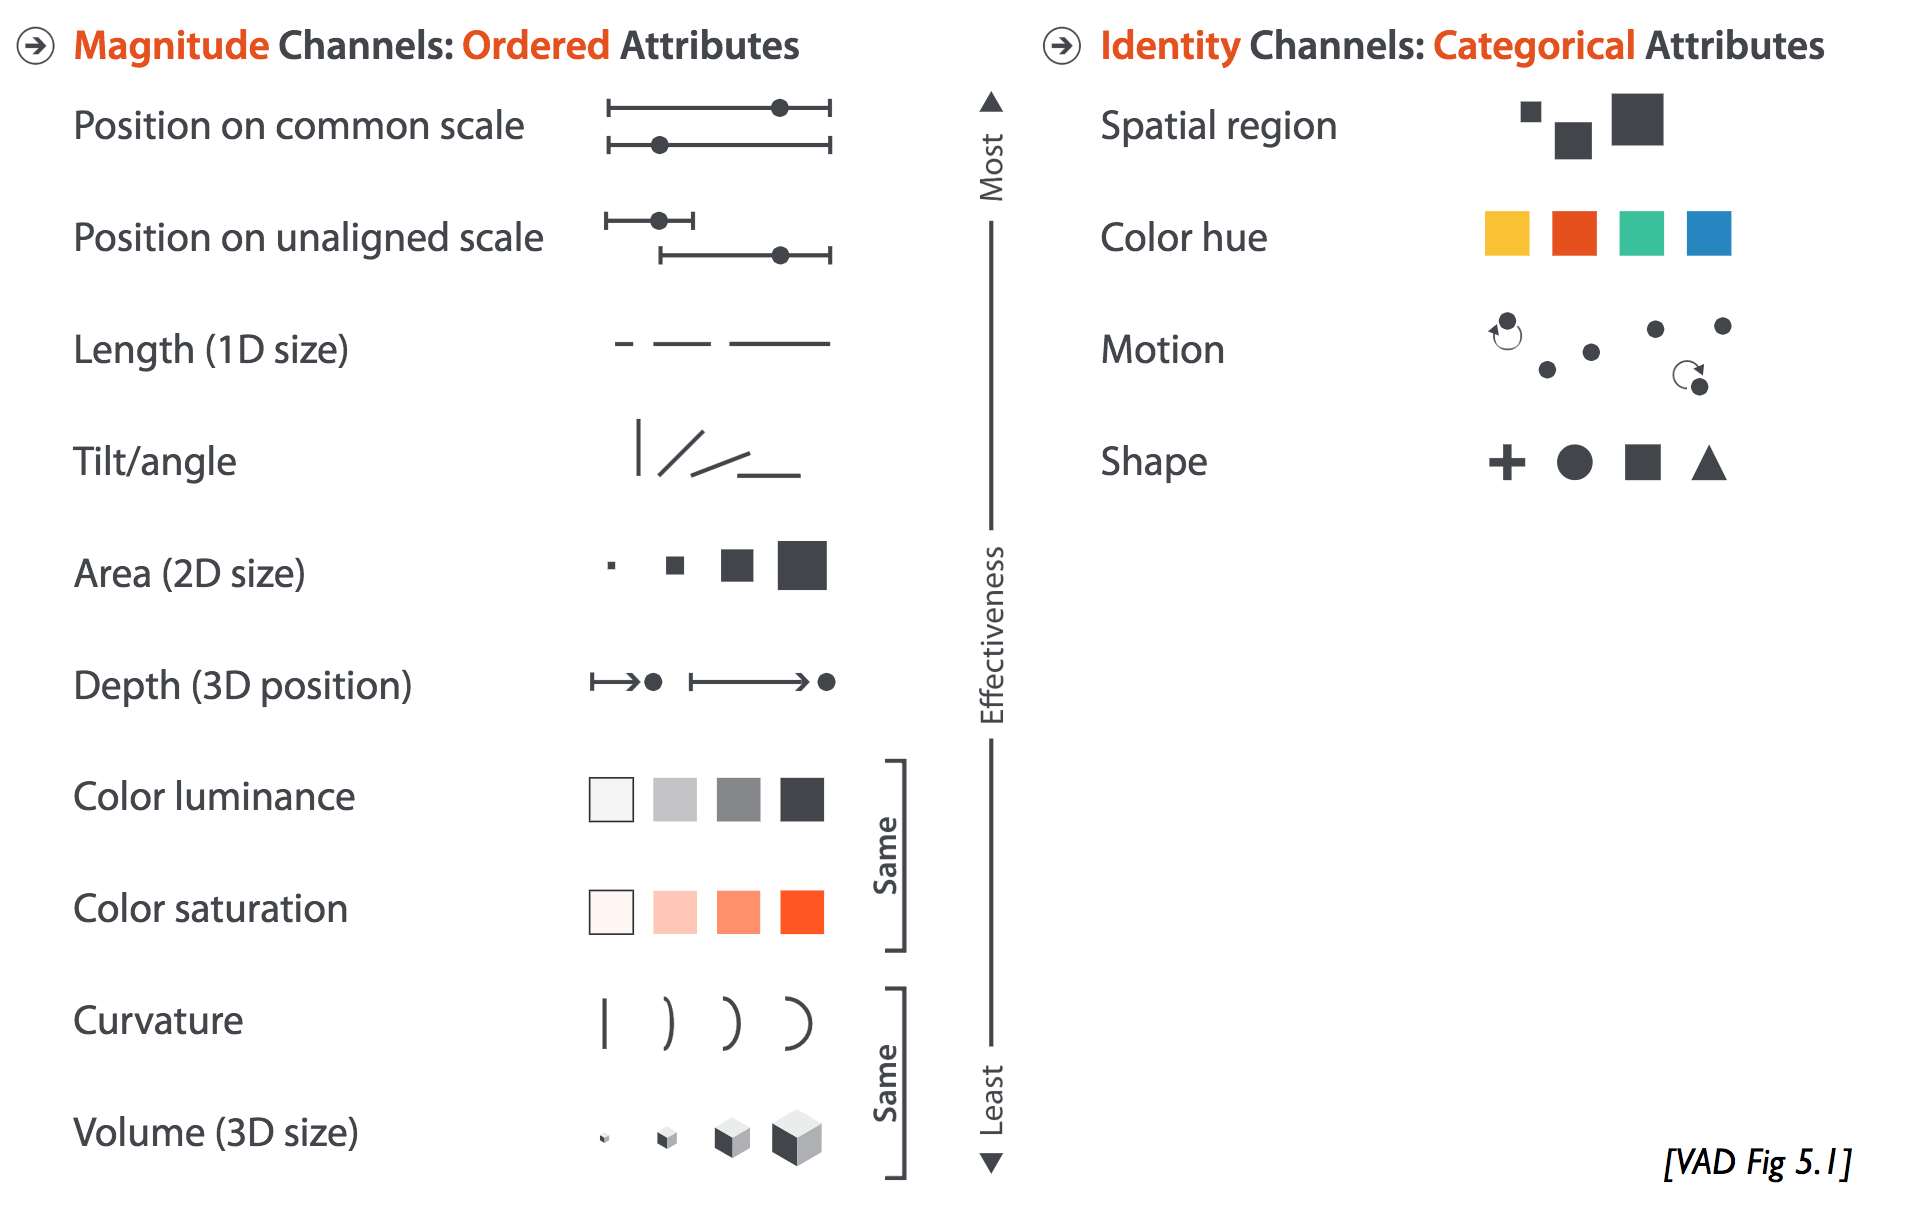 Magnitude Channels: Ordered Attributes
Position on common scale
Position on unaligned scale
Length (1D size)
Tilt/angle
Area (2D size)
Depth (3D position)
Color luminance
Color saturation
Curvature
Volume (3D size)
Same
Same
Most
Effectiveness
Least
Identity Channels: Categorical Attributes
Spatial region
Color hue
Motion
Shape
[VAD Fig 5.1]